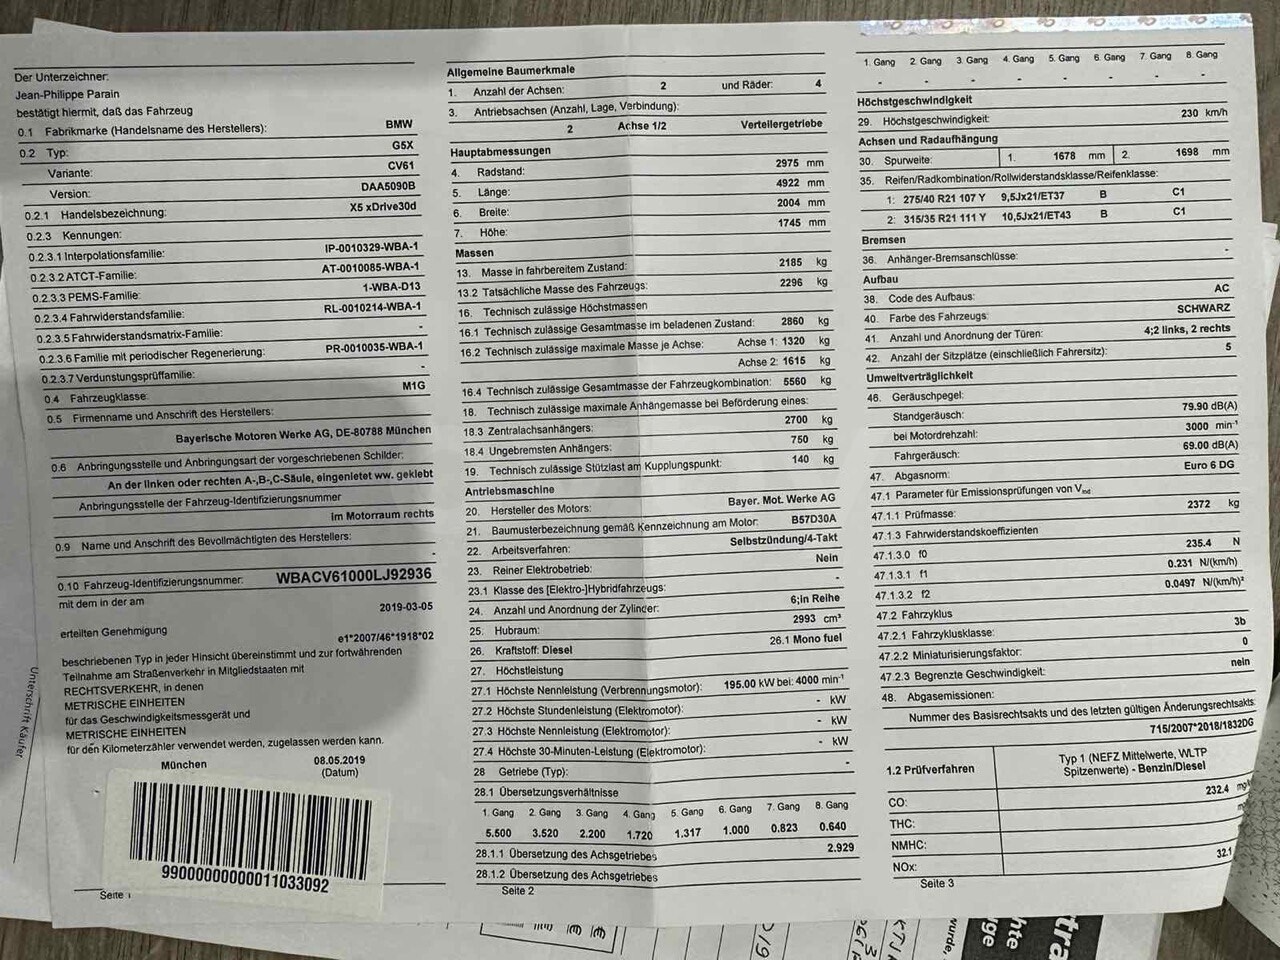 Der Unterzeichner:
Jean-Philippe Parain
bestätigt hiermit, daß das Fahrzeug
0.1 Fabrikmarke (Handelsname des Herstellers): BMW
0.2 Typ: G5X
Variante: CV61
Version: DAA5090B
0.2.1 Handelsbezeichnung: X5 xDrive30d
0.2.3 Kennungen:
0.2.3.1 Interpolationsfamilie: IP-0010329-WBA-1
0.2.3.2 ATCT-Familie: AT-0010085-WBA-1
0.2.3.3 PEMS-Familie: 1-WBA-D13
0.2.3.4 Fahrwiderstandsfamilie: RL-0010214-WBA-1
0.2.3.5 Fahrwiderstandsmatrix-Familie: -
0.2.3.6 Familie mit periodischer Regenerierung: PR-0010035-WBA-1
0.2.3.7 Verdunstungsprüffamilie: -
0.4 Fahrzeugklasse: M1G
0.5 Firmenname und Anschrift des Herstellers:
Bayerische Motoren Werke AG, DE-80788 München
0.6 Anbringungsstelle und Anbringungsart der vorgeschriebenen Schilder:
An der linken oder rechten A-,B-,C-Säule, eingenietet ww. geklebt
Anbringungsstelle der Fahrzeug-Identifizierungsnummer
im Motorraum rechts
0.9 Name und Anschrift des Bevollmächtigten des Herstellers:
-
0.10 Fahrzeug-Identifizierungsnummer: WBACV61000LJ92936
mit dem in der am 2019-03-05
erteilten Genehmigung e1*2007/46*1918*02
beschriebenen Typ in jeder Hinsicht übereinstimmt und zur fortwährenden
Teilnahme am Straßenverkehr in Mitgliedstaaten mit
RECHTSVERKEHR, in denen
METRISCHE EINHEITEN
für das Geschwindigkeitsmessgerät und
METRISCHE EINHEITEN
für den Kilometerzähler verwendet werden, zugelassen werden kann.
München 08.05.2019
(Datum)
99000000000011033092
Seite 1
Allgemeine Baumerkmale
1. Anzahl der Achsen: 2 und Räder: 4
3. Antriebsachsen (Anzahl, Lage, Verbindung):
2 Achse 1/2 Verteilergetriebe
Hauptabmessungen
4. Radstand: 2975 mm
5. Länge: 4922 mm
6. Breite: 2004 mm
7. Höhe: 1745 mm
Massen
13. Masse in fahrbereitem Zustand: 2185 kg
13.2 Tatsächliche Masse des Fahrzeugs: 2296 kg
16. Technisch zulässige Höchstmassen
16.1 Technisch zulässige Gesamtmasse im beladenen Zustand: 2860 kg
16.2 Technisch zulässige maximale Masse je Achse: Achse 1: 1320 kg
Achse 2: 1615 kg
16.4 Technisch zulässige Gesamtmasse der Fahrzeugkombination: 5560 kg
18. Technisch zulässige maximale Anhängemasse bei Beförderung eines:
18.3 Zentralachsanhängers: 2700 kg
18.4 Ungebremsten Anhängers: 750 kg
19. Technisch zulässige Stützlast am Kupplungspunkt: 140 kg
Antriebsmaschine
20. Hersteller des Motors: Bayer. Mot. Werke AG
21. Baumusterbezeichnung gemäß Kennzeichnung am Motor: B57D30A
22. Arbeitsverfahren: Selbstzündung/4-Takt
23. Reiner Elektrobetrieb: Nein
23.1 Klasse des [Elektro-]Hybridfahrzeugs: -
24. Anzahl und Anordnung der Zylinder: 6;in Reihe
25. Hubraum: 2993 cm³
26. Kraftstoff: Diesel 26.1 Mono fuel
27. Höchstleistung
27.1 Höchste Nennleistung (Verbrennungsmotor): 195.00 kW bei: 4000 min⁻¹
27.2 Höchste Stundenleistung (Elektromotor): - kW
27.3 Höchste Nennleistung (Elektromotor): - kW
27.4 Höchste 30-Minuten-Leistung (Elektromotor): - kW
28 Getriebe (Typ): -
28.1 Übersetzungsverhältnisse
1. Gang 2. Gang 3. Gang 4. Gang 5. Gang 6. Gang 7. Gang 8. Gang
5.500 3.520 2.200 1.720 1.317 1.000 0.823 0.640
28.1.1 Übersetzung des Achsgetriebes 2.929
28.1.2 Übersetzung des Achsgetriebes
Seite 2
1. Gang 2. Gang 3. Gang 4. Gang 5. Gang 6. Gang 7. Gang 8. Gang
- - - - - - - -
Höchstgeschwindigkeit
29. Höchstgeschwindigkeit: 230 km/h
Achsen und Radaufhängung
30. Spurweite: 1. 1678 mm 2. 1698 mm
35. Reifen/Radkombination/Rollwiderstandsklasse/Reifenklasse:
1: 275/40 R21 107 Y 9,5Jx21/ET37 B C1
2: 315/35 R21 111 Y 10,5Jx21/ET43 B C1
Bremsen
36. Anhänger-Bremsanschlüsse: -
Aufbau
38. Code des Aufbaus: AC
40. Farbe des Fahrzeugs: SCHWARZ
41. Anzahl und Anordnung der Türen: 4;2 links, 2 rechts
42. Anzahl der Sitzplätze (einschließlich Fahrersitz): 5
Umweltverträglichkeit
46. Geräuschpegel:
Standgeräusch: 79.90 dB(A)
bei Motordrehzahl: 3000 min⁻¹
Fahrgeräusch: 69.00 dB(A)
47. Abgasnorm: Euro 6 DG
47.1 Parameter für Emissionsprüfungen von Vind
47.1.1 Prüfmasse: 2372 kg
47.1.3 Fahrwiderstandskoeffizienten
47.1.3.0 f0 235.4 N
47.1.3.1 f1 0.231 N/(km/h)
47.1.3.2 f2 0.0497 N/(km/h)²
47.2 Fahrzyklus
47.2.1 Fahrzyklusklasse: 3b
47.2.2 Miniaturisierungsfaktor: 0
47.2.3 Begrenzte Geschwindigkeit: nein
48. Abgasemissionen:
Nummer des Basisrechtsakts und des letzten gültigen Änderungsrechtsakts:
715/2007*2018/1832DG
1.2 Prüfverfahren Typ 1 (NEFZ Mittelwerte, WLTP
Spitzenwerte) - Benzin/Diesel
CO: 232.4
THC:
NMHC:
NOx: 32.1
Seite 3
Unterschrift Käufer